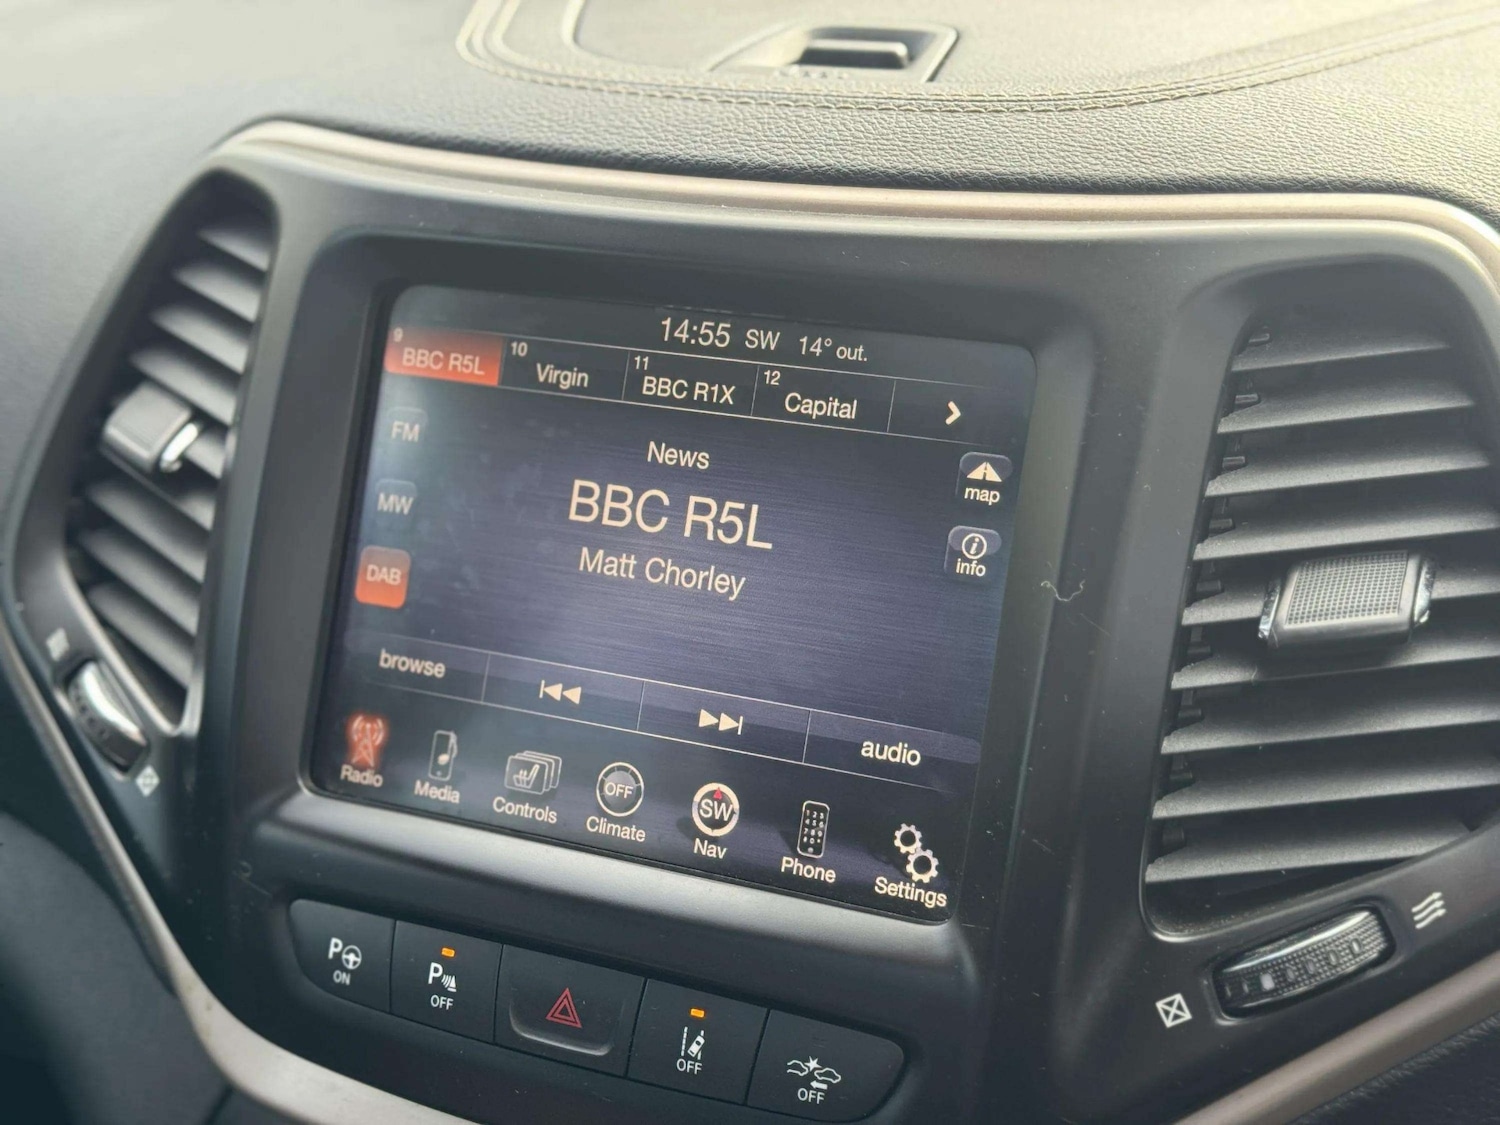 14:55 SW 14° out.
9 BBC R5L 10 Virgin 11 BBC R1X 12 Capital
FM
MW
DAB
News
BBC R5L
Matt Chorley
map
info
browse audio
OFF SW
Radio Media Controls Climate Nav Phone Settings
P ON
P OFF
OFF
OFF